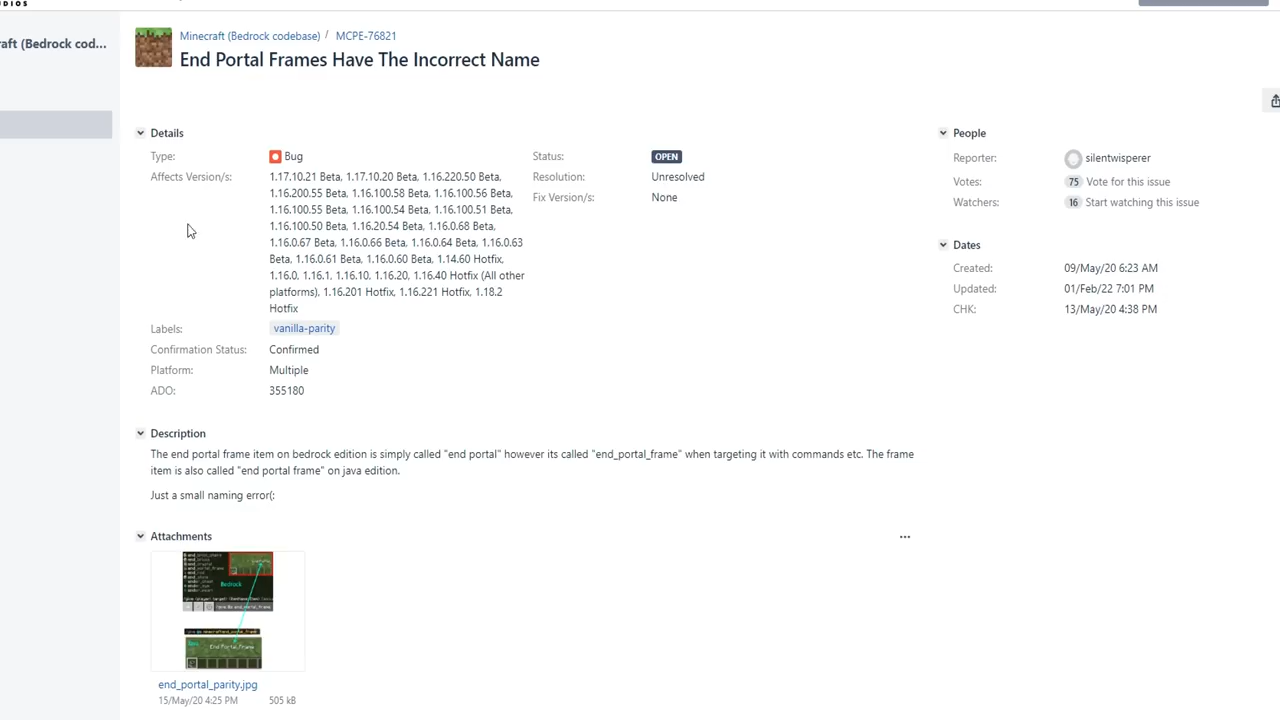 aft (Bedrock cod...
Minecraft (Bedrock codebase) / MCPE-76821
End Portal Frames Have The Incorrect Name
Details
Type: Bug
Affects Version/s: 1.17.10.21 Beta, 1.17.10.20 Beta, 1.16.220.50 Beta,
1.16.200.55 Beta, 1.16.100.58 Beta, 1.16.100.56 Beta,
1.16.100.55 Beta, 1.16.100.54 Beta, 1.16.100.51 Beta,
1.16.100.50 Beta, 1.16.20.54 Beta, 1.16.0.68 Beta,
1.16.0.67 Beta, 1.16.0.66 Beta, 1.16.0.64 Beta, 1.16.0.63
Beta, 1.16.0.61 Beta, 1.16.0.60 Beta, 1.14.60 Hotfix,
1.16.0, 1.16.1, 1.16.10, 1.16.20, 1.16.40 Hotfix (All other
platforms), 1.16.201 Hotfix, 1.16.221 Hotfix, 1.18.2
Hotfix
Labels: vanilla-parity
Confirmation Status: Confirmed
Platform: Multiple
ADO: 355180
Status: OPEN
Resolution: Unresolved
Fix Version/s: None
People
Reporter: silentwisperer
Votes: 75 Vote for this issue
Watchers: 16 Start watching this issue
Dates
Created: 09/May/20 6:23 AM
Updated: 01/Feb/22 7:01 PM
CHK: 13/May/20 4:38 PM
Description
The end portal frame item on bedrock edition is simply called "end portal" however its called "end_portal_frame" when targeting it with commands etc. The frame
item is also called "end portal frame" on java edition.
Just a small naming error(:
Attachments
Bedrock
End Portal Frame
end_portal_parity.jpg
15/May/20 4:25 PM 505 kB